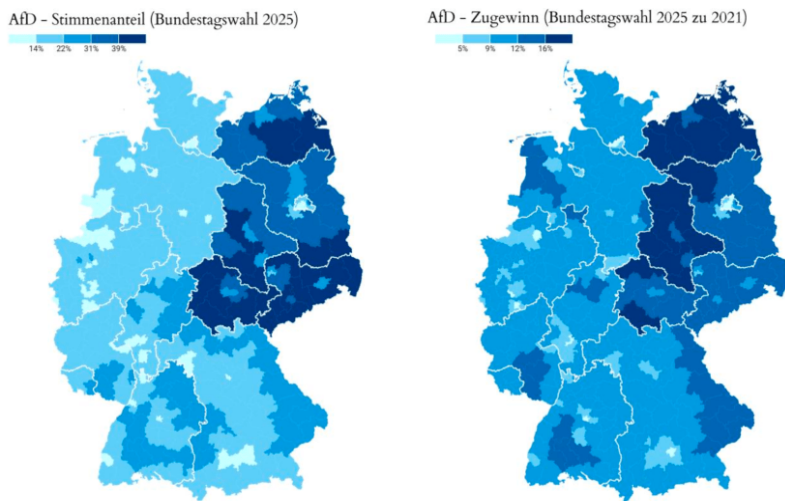 AfD - Stimmenanteil (Bundestagswahl 2025)
14% 22% 31% 39%
AfD - Zugewinn (Bundestagswahl 2025 zu 2021)
5% 9% 12% 16%